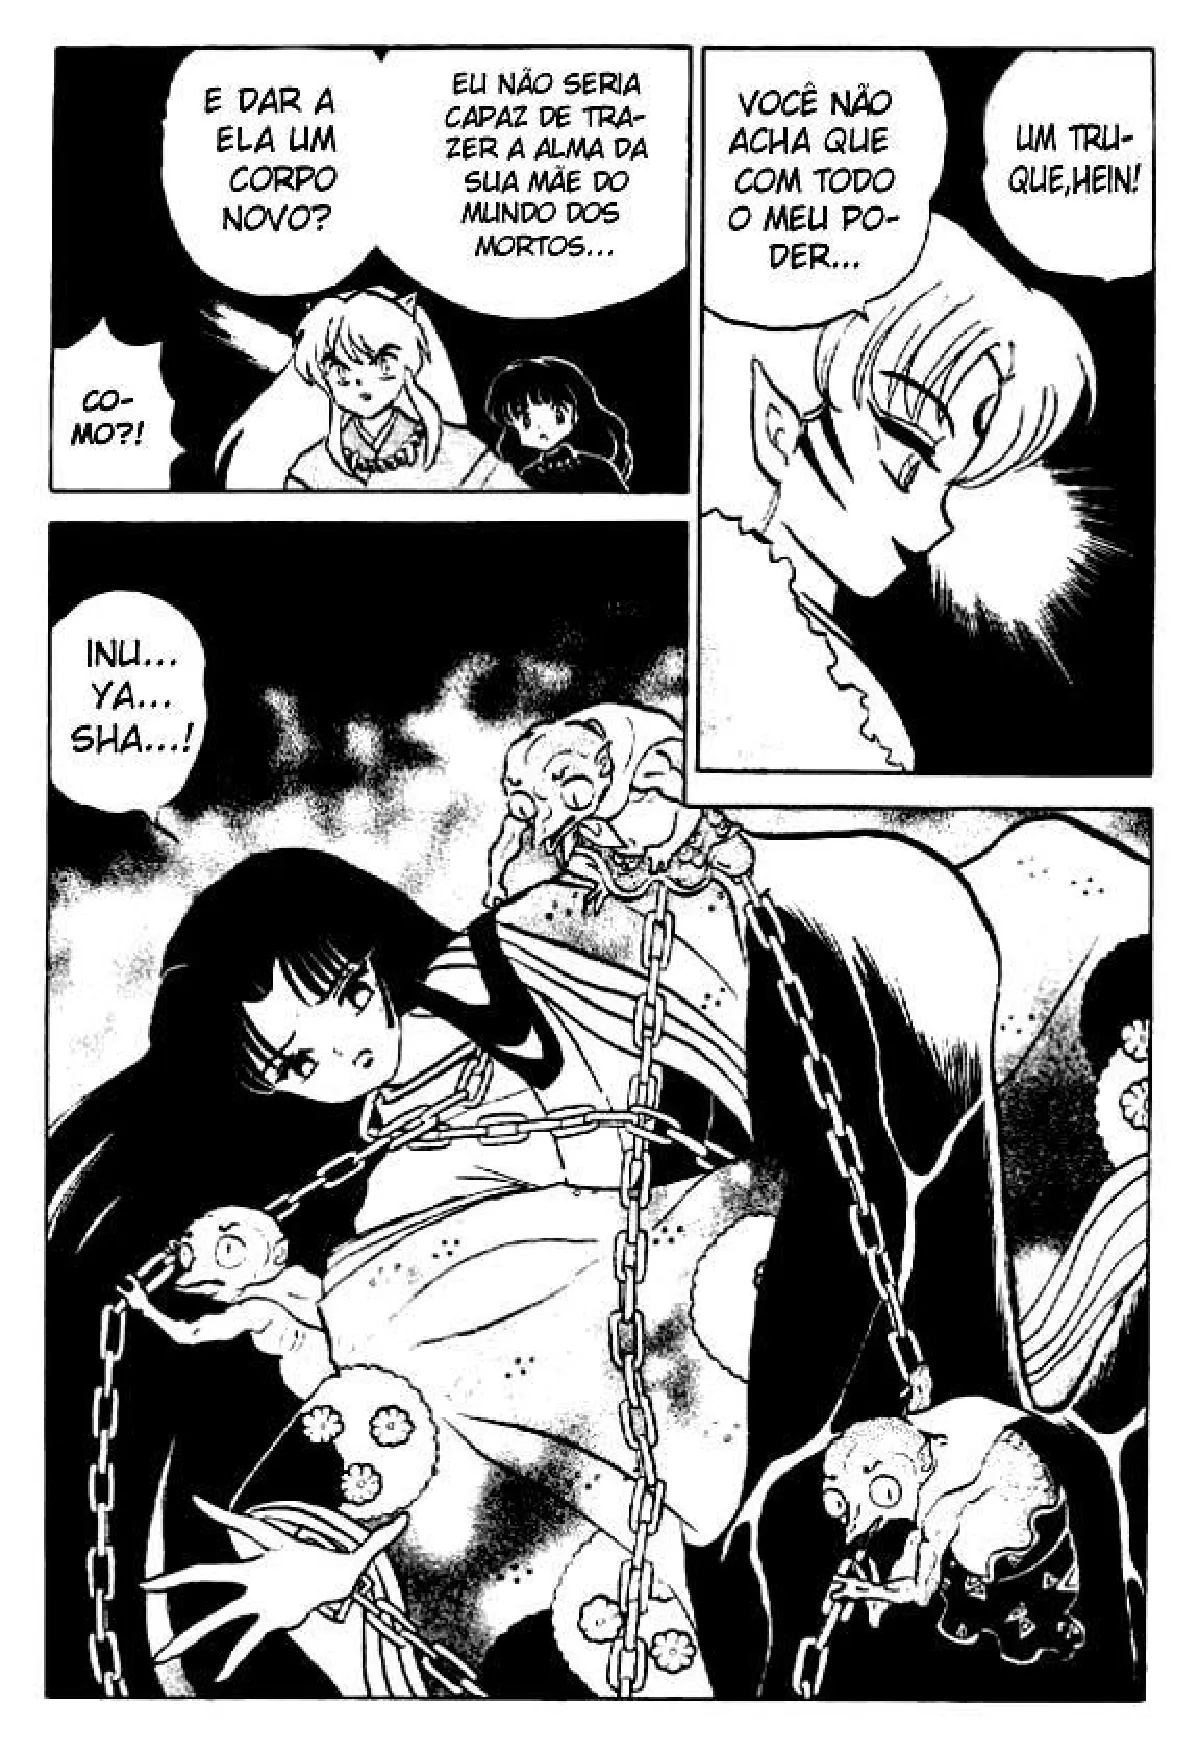 UM TRU-
QUE,HEIN!
VOCÊ NÃO
ACHA QUE
COM TODO
O MEU PO-
DER...
EU NÃO SERIA
CAPAZ DE TRA-
ZER A ALMA DA
SUA MÃE DO
MUNDO DOS
MORTOS...
E DAR A
ELA UM
CORPO
NOVO?
CO-
MO?!
INU...
YA...
SHA...!